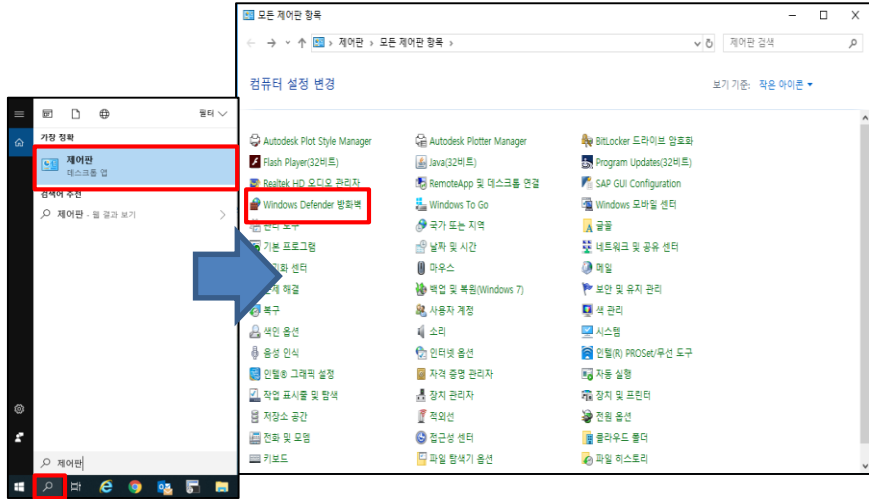 모든 제어판 항목
제어판 > 모든 제어판 항목 >
제어판 검색
컴퓨터 설정 변경
보기 기준: 작은 아이콘
필터
가장 정확
제어판
데스크톱 앱
검색어 추천
제어판 - 웹 결과 보기
제어판
Autodesk Plot Style Manager
Autodesk Plotter Manager
BitLocker 드라이브 암호화
Flash Player(32비트)
Java(32비트)
Program Updates(32비트)
Realtek HD 오디오 관리자
RemoteApp 및 데스크톱 연결
SAP GUI Configuration
Windows Defender 방화벽
Windows To Go
Windows 모바일 센터
관리 도구
국가 또는 지역
글꼴
기본 프로그램
날짜 및 시간
네트워크 및 공유 센터
센터
마우스
메일
해결
백업 및 복원(Windows 7)
보안 및 유지 관리
복구
사용자 계정
색 관리
색인 옵션
소리
시스템
음성 인식
인터넷 옵션
인텔(R) PROSet/무선 도구
인텔® 그래픽 설정
자격 증명 관리자
자동 실행
작업 표시줄 및 탐색
장치 관리자
장치 및 프린터
저장소 공간
적외선
전원 옵션
전화 및 모뎀
접근성 센터
클라우드 폴더
키보드
파일 탐색기 옵션
파일 히스토리